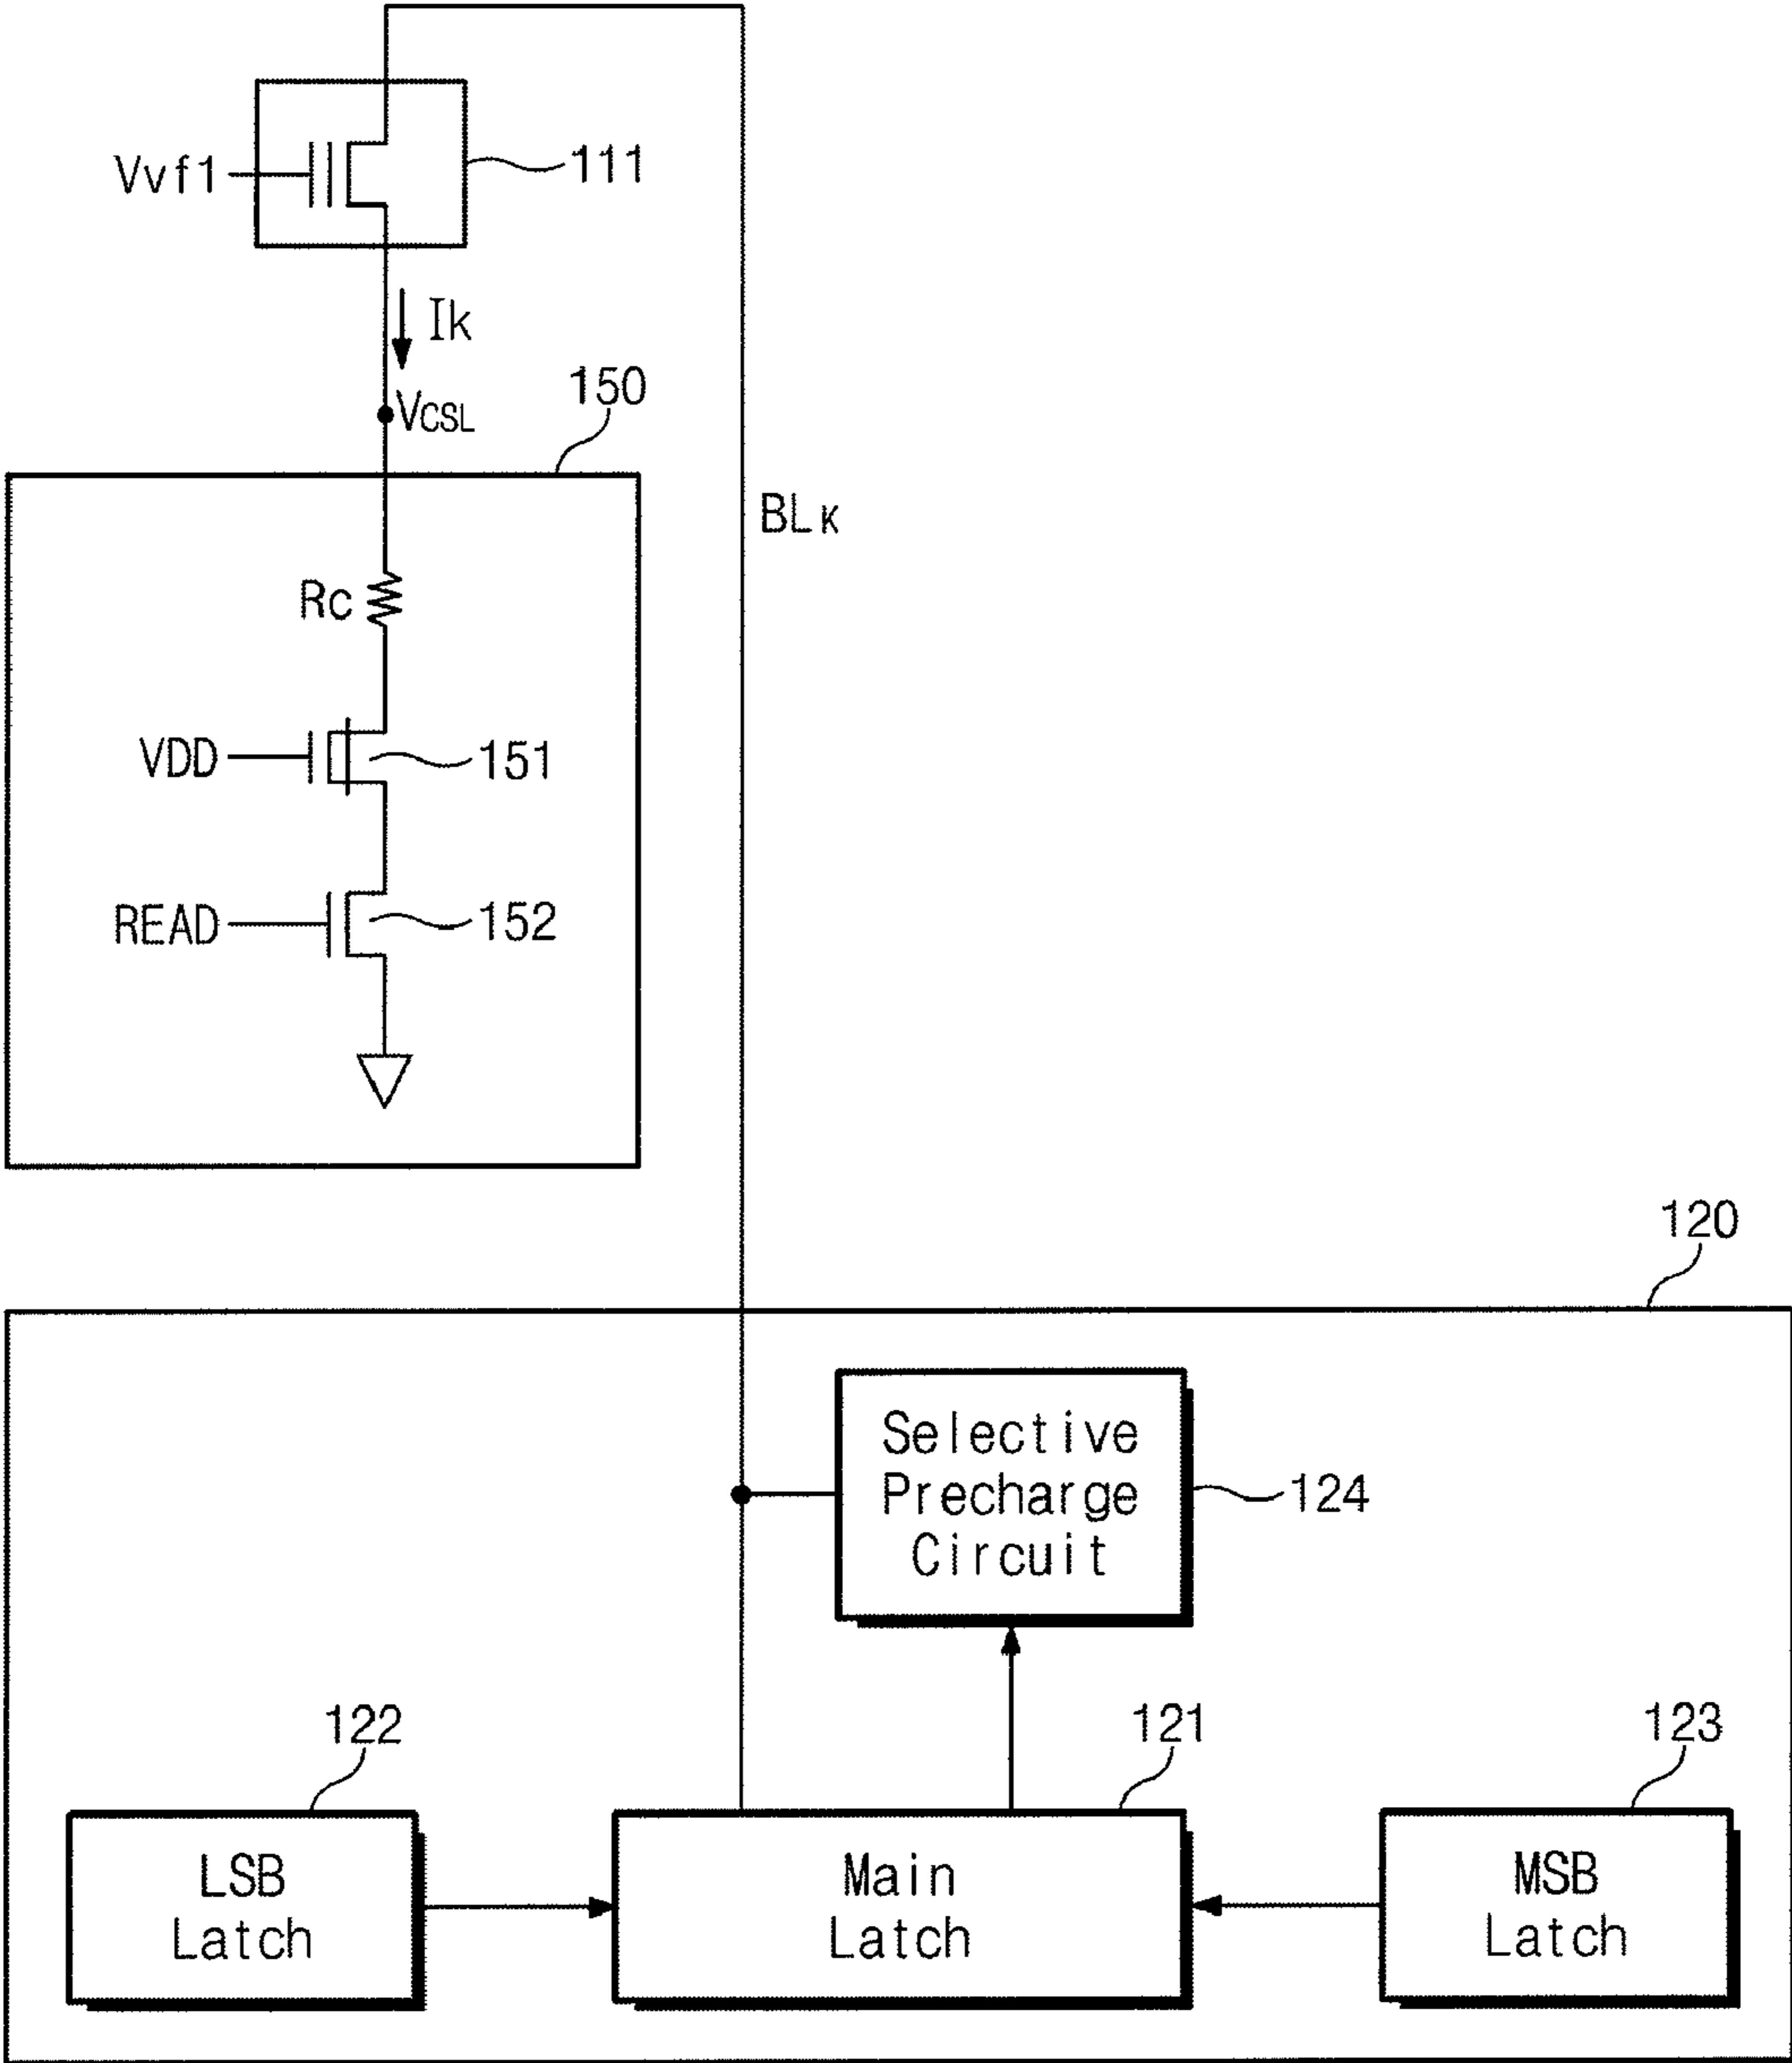 Vvf1
111
Ik
VCSL
150
BLK
Rc
VDD
151
READ
152
120
Selective
Precharge
Circuit
124
122
121
123
LSB
Latch
Main
Latch
MSB
Latch